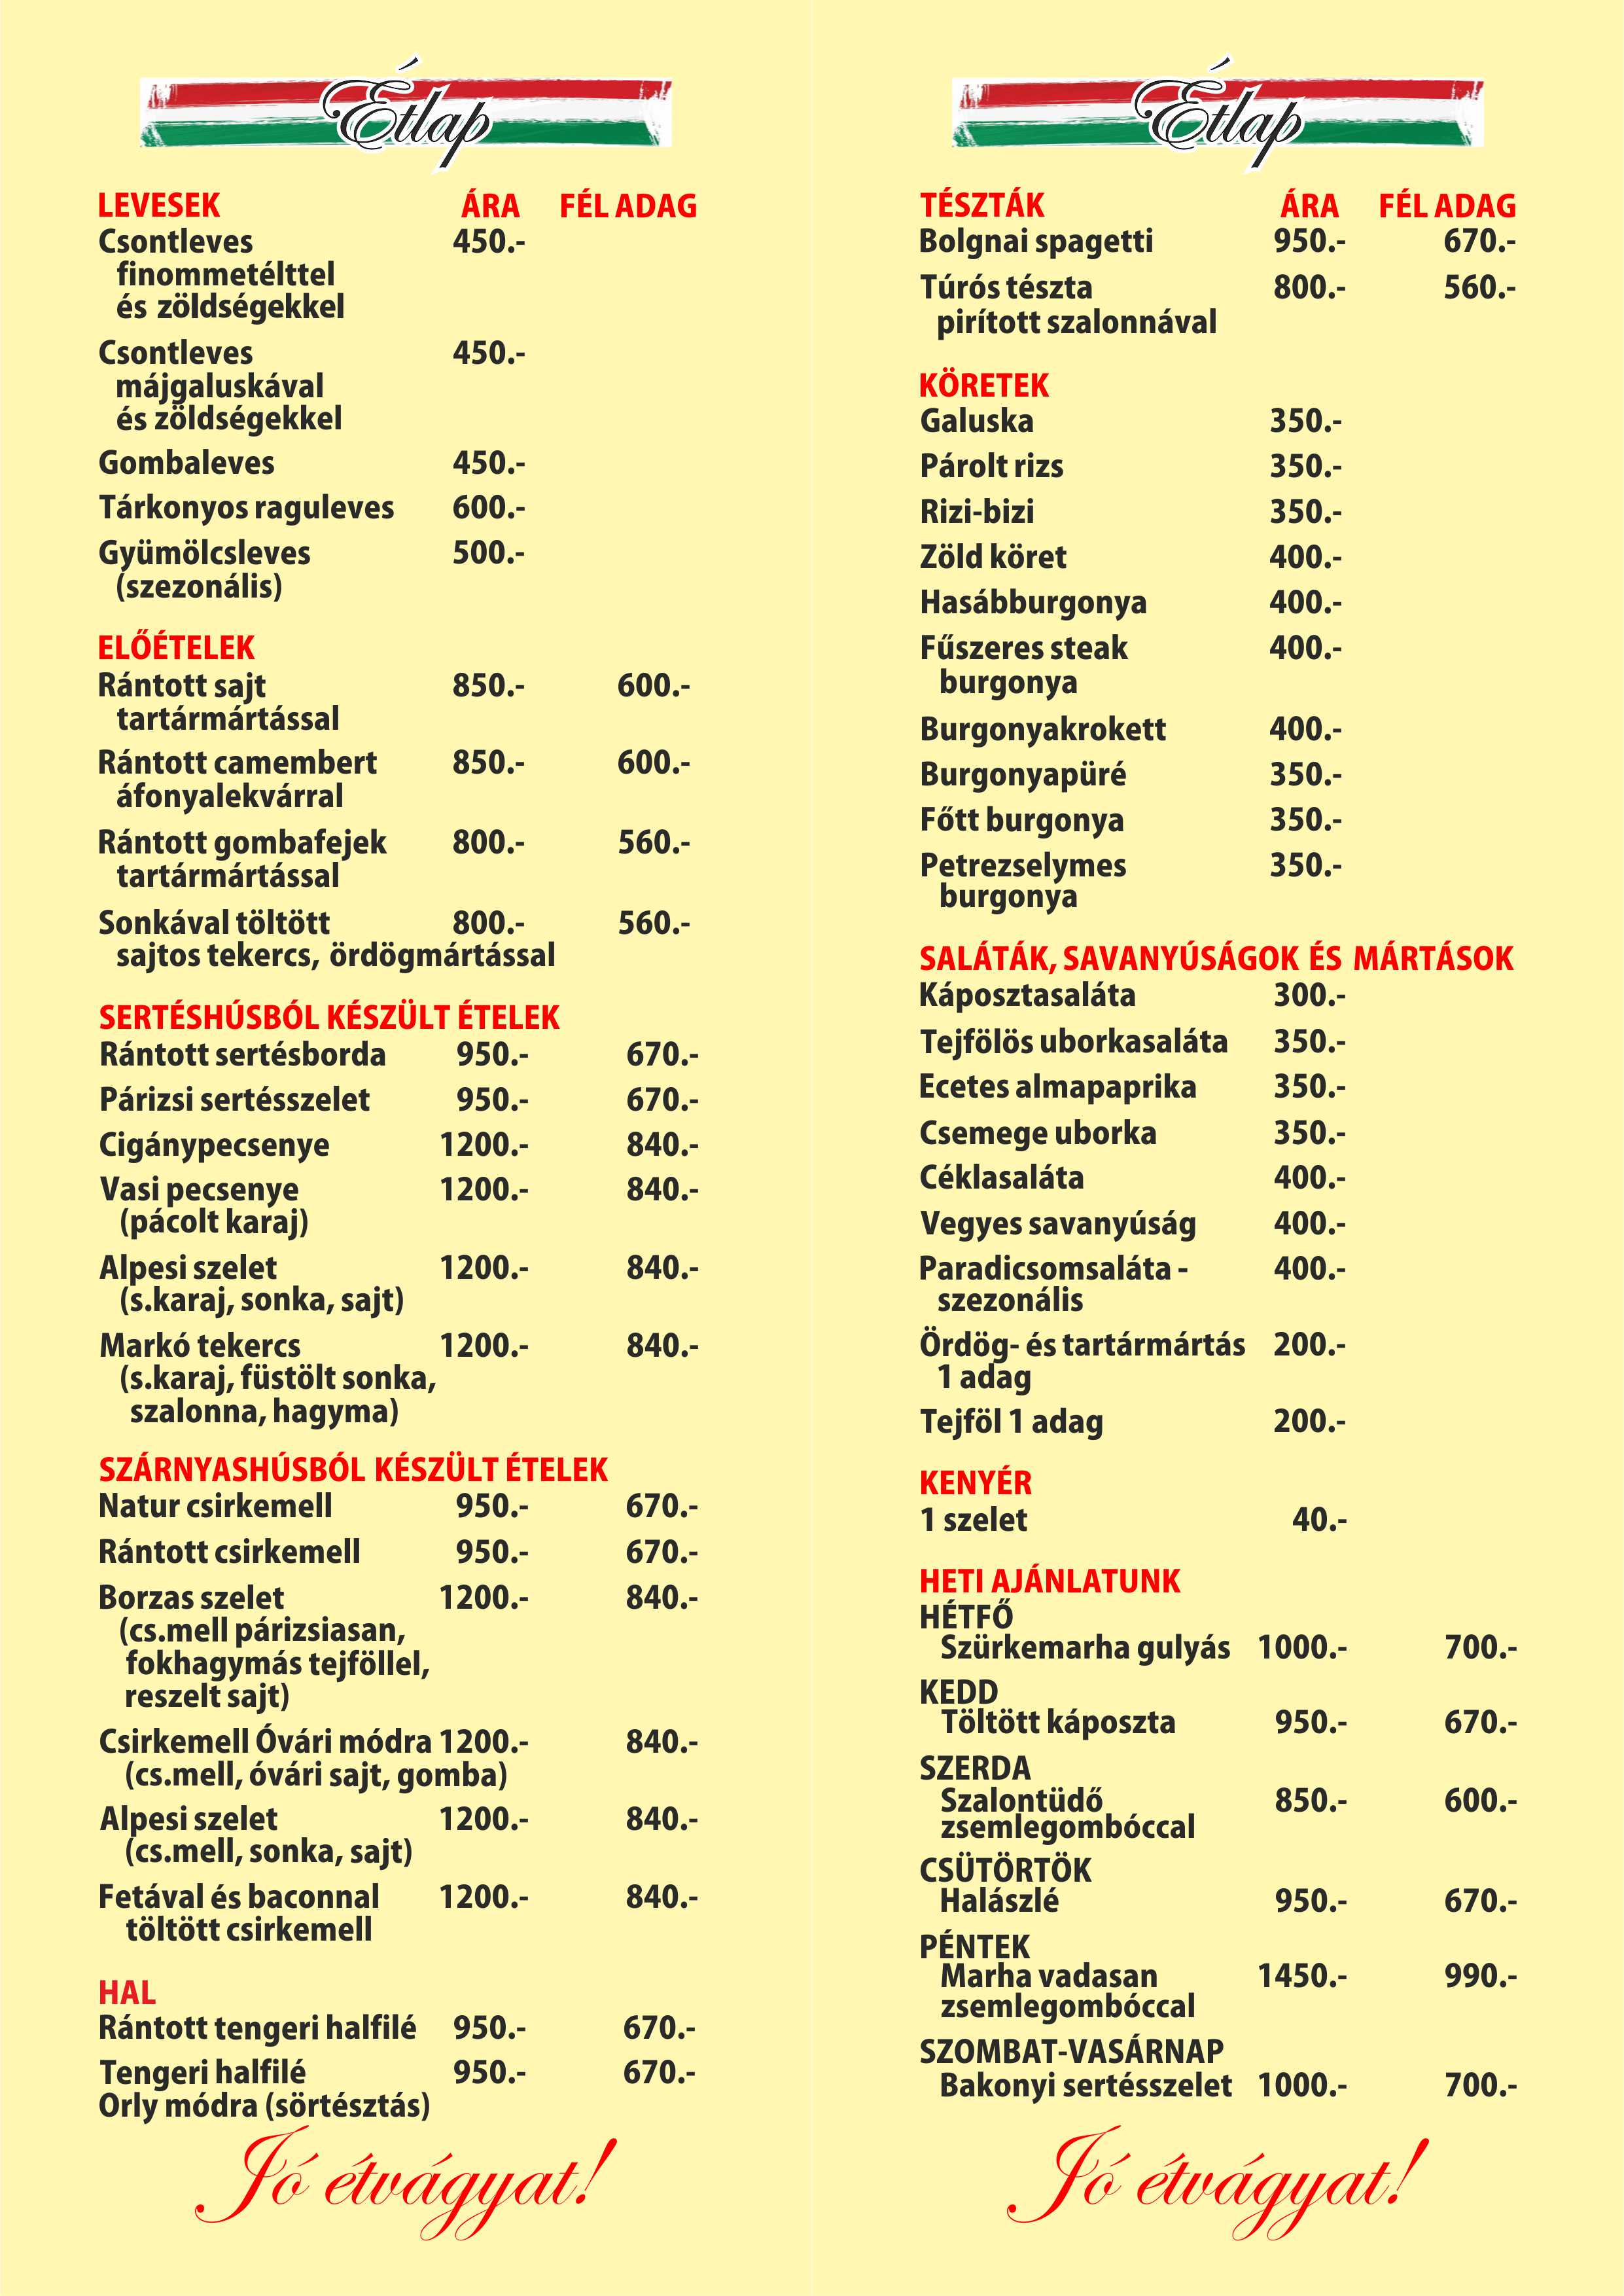 Étlap
LEVESEK ÁRA FÉL ADAG
Csontleves 450.-
finommetélttel
és zöldségekkel
Csontleves 450.-
májgaluskával
és zöldségekkel
Gombaleves 450.-
Tárkonyos raguleves 600.-
Gyümölcsleves 500.-
(szezonális)
ELŐÉTELEK
Rántott sajt 850.- 600.-
tartármártással
Rántott camembert 850.- 600.-
áfonyalekvárral
Rántott gombafejek 800.- 560.-
tartármártással
Sonkával töltött 800.- 560.-
sajtos tekercs, ördögmártással
SERTÉSHÚSBÓL KÉSZÜLT ÉTELEK
Rántott sertésborda 950.- 670.-
Párizsi sertésszelet 950.- 670.-
Cigánypecsenye 1200.- 840.-
Vasi pecsenye 1200.- 840.-
(pácolt karaj)
Alpesi szelet 1200.- 840.-
(s.karaj, sonka, sajt)
Markó tekercs 1200.- 840.-
(s.karaj, füstölt sonka,
szalonna, hagyma)
SZÁRNYASHÚSBÓL KÉSZÜLT ÉTELEK
Natur csirkemell 950.- 670.-
Rántott csirkemell 950.- 670.-
Borzas szelet 1200.- 840.-
(cs.mell párizsiasan,
fokhagymás tejföllel,
reszelt sajt)
Csirkemell Óvári módra 1200.- 840.-
(cs.mell, óvári sajt, gomba)
Alpesi szelet 1200.- 840.-
(cs.mell, sonka, sajt)
Fetával és baconnal 1200.- 840.-
töltött csirkemell
HAL
Rántott tengeri halfilé 950.- 670.-
Tengeri halfilé 950.- 670.-
Orly módra (sörtésztás)
Jó étvágyat!
Étlap
TÉSZTÁK ÁRA FÉL ADAG
Bolgnai spagetti 950.- 670.-
Túrós tészta 800.- 560.-
pirított szalonnával
KÖRETEK
Galuska 350.-
Párolt rizs 350.-
Rizi-bizi 350.-
Zöld köret 400.-
Hasábburgonya 400.-
Fűszeres steak 400.-
burgonya
Burgonyakrokett 400.-
Burgonyapüré 350.-
Főtt burgonya 350.-
Petrezselymes 350.-
burgonya
SALÁTÁK, SAVANYÚSÁGOK ÉS MÁRTÁSOK
Káposztasaláta 300.-
Tejfölös uborkasaláta 350.-
Ecetes almapaprika 350.-
Csemege uborka 350.-
Céklasaláta 400.-
Vegyes savanyúság 400.-
Paradicsomsaláta - 400.-
szezonális
Ördög- és tartármártás 200.-
1 adag
Tejföl 1 adag 200.-
KENYÉR
1 szelet 40.-
HETI AJÁNLATUNK
HÉTFŐ
Szürkemarha gulyás 1000.- 700.-
KEDD
Töltött káposzta 950.- 670.-
SZERDA
Szalontüdő 850.- 600.-
zsemlegombóccal
CSÜTÖRTÖK
Halászlé 950.- 670.-
PÉNTEK
Marha vadasan 1450.- 990.-
zsemlegombóccal
SZOMBAT-VASÁRNAP
Bakonyi sertésszelet 1000.- 700.-
Jó étvágyat!